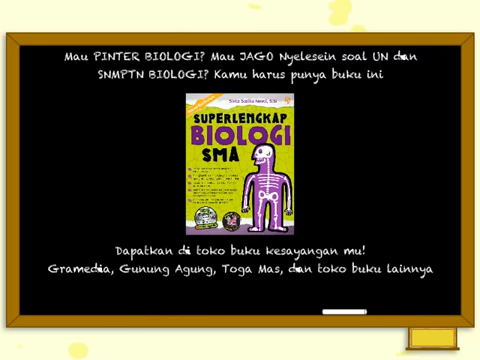 Mau PINTER BIOLOGI? Mau JAGO Nyelesein soal UN dan
SNMPTN BIOLOGI? Kamu harus punya buku ini
SUPERLENGKAP
BIOLOGI
SMA
Dapatkan di toko buku kesayangan mu!
Gramedia, Gunung Agung, Toga Mas, dan toko buku lainnya